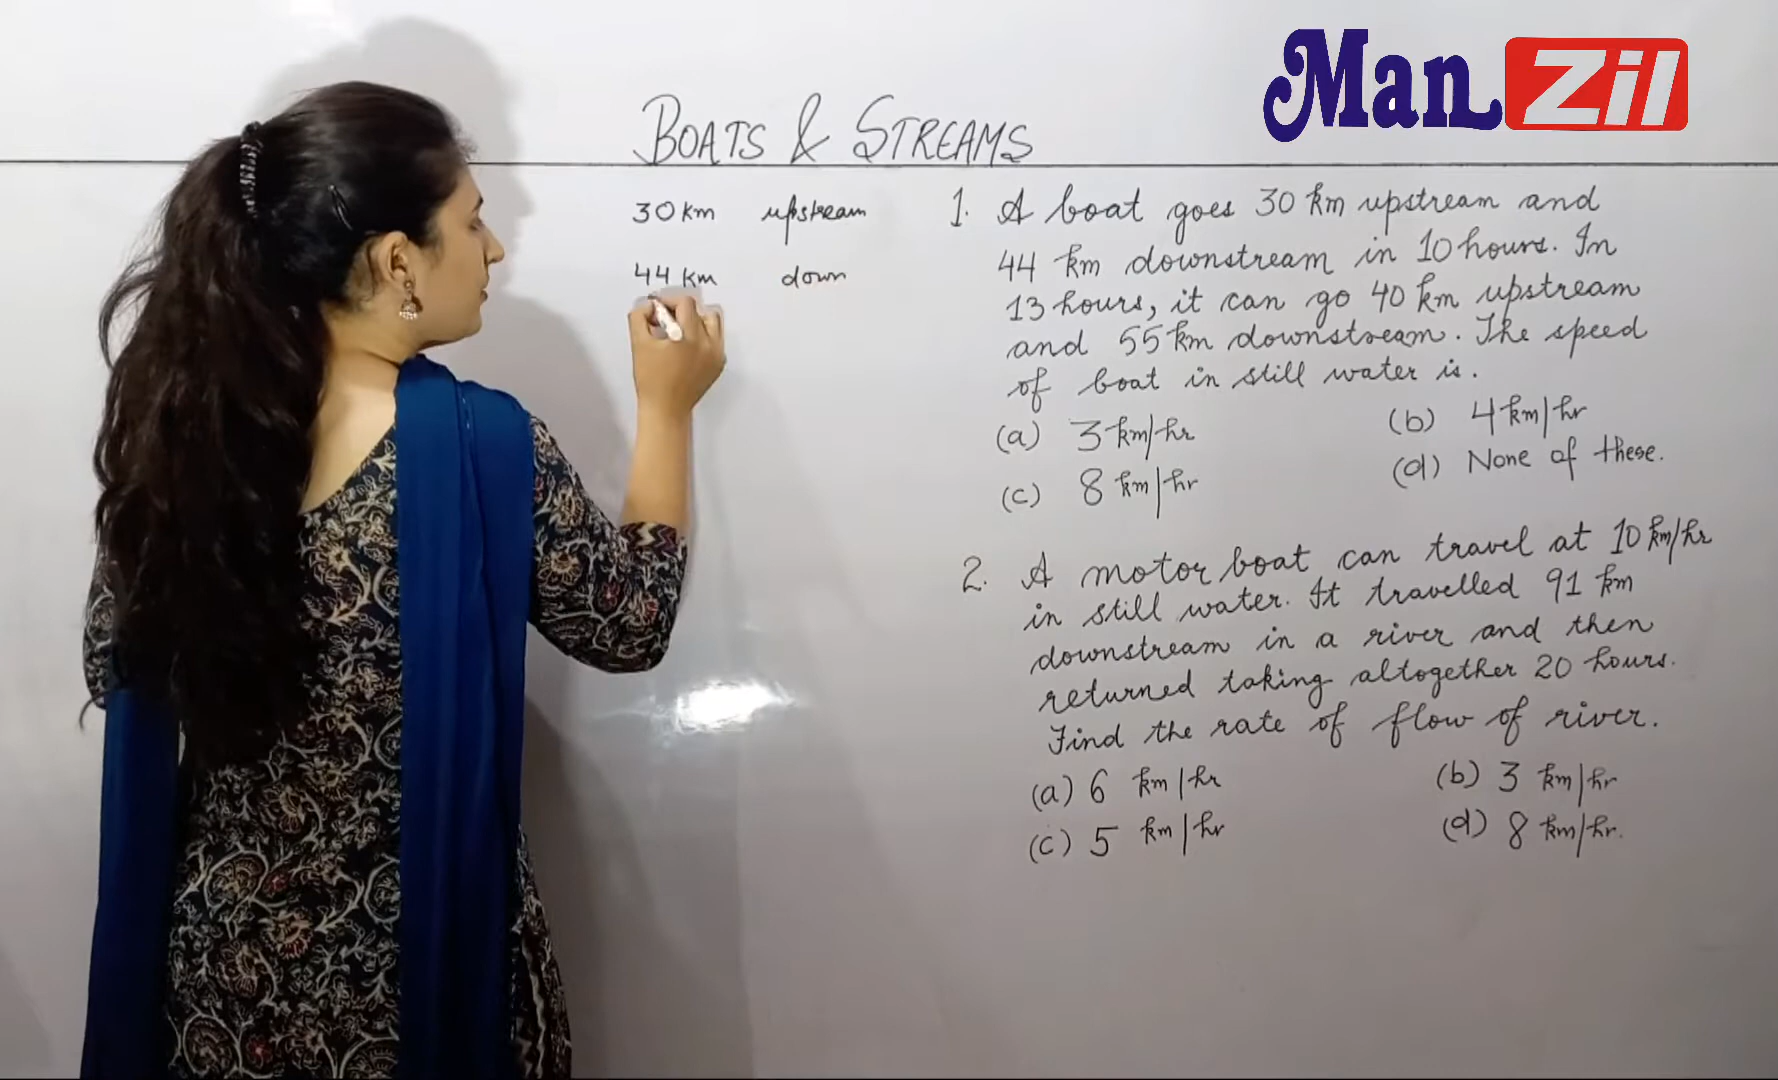 Man Zil
BOATS & STREAMS
30 km upstream
44 km down
1. A boat goes 30 km upstream and
44 km downstream in 10 hours. In
13 hours, it can go 40 km upstream
and 55 km downstream. The speed
of boat in still water is.
(a) 3 km/hr (b) 4 km/hr
(c) 8 km/hr (d) None of these.
2. A motor boat can travel at 10 km/hr
in still water. It travelled 91 km
downstream in a river and then
returned taking altogether 20 hours.
Find the rate of flow of river.
(a) 6 km/hr (b) 3 km/hr
(c) 5 km/hr (d) 8 km/hr.